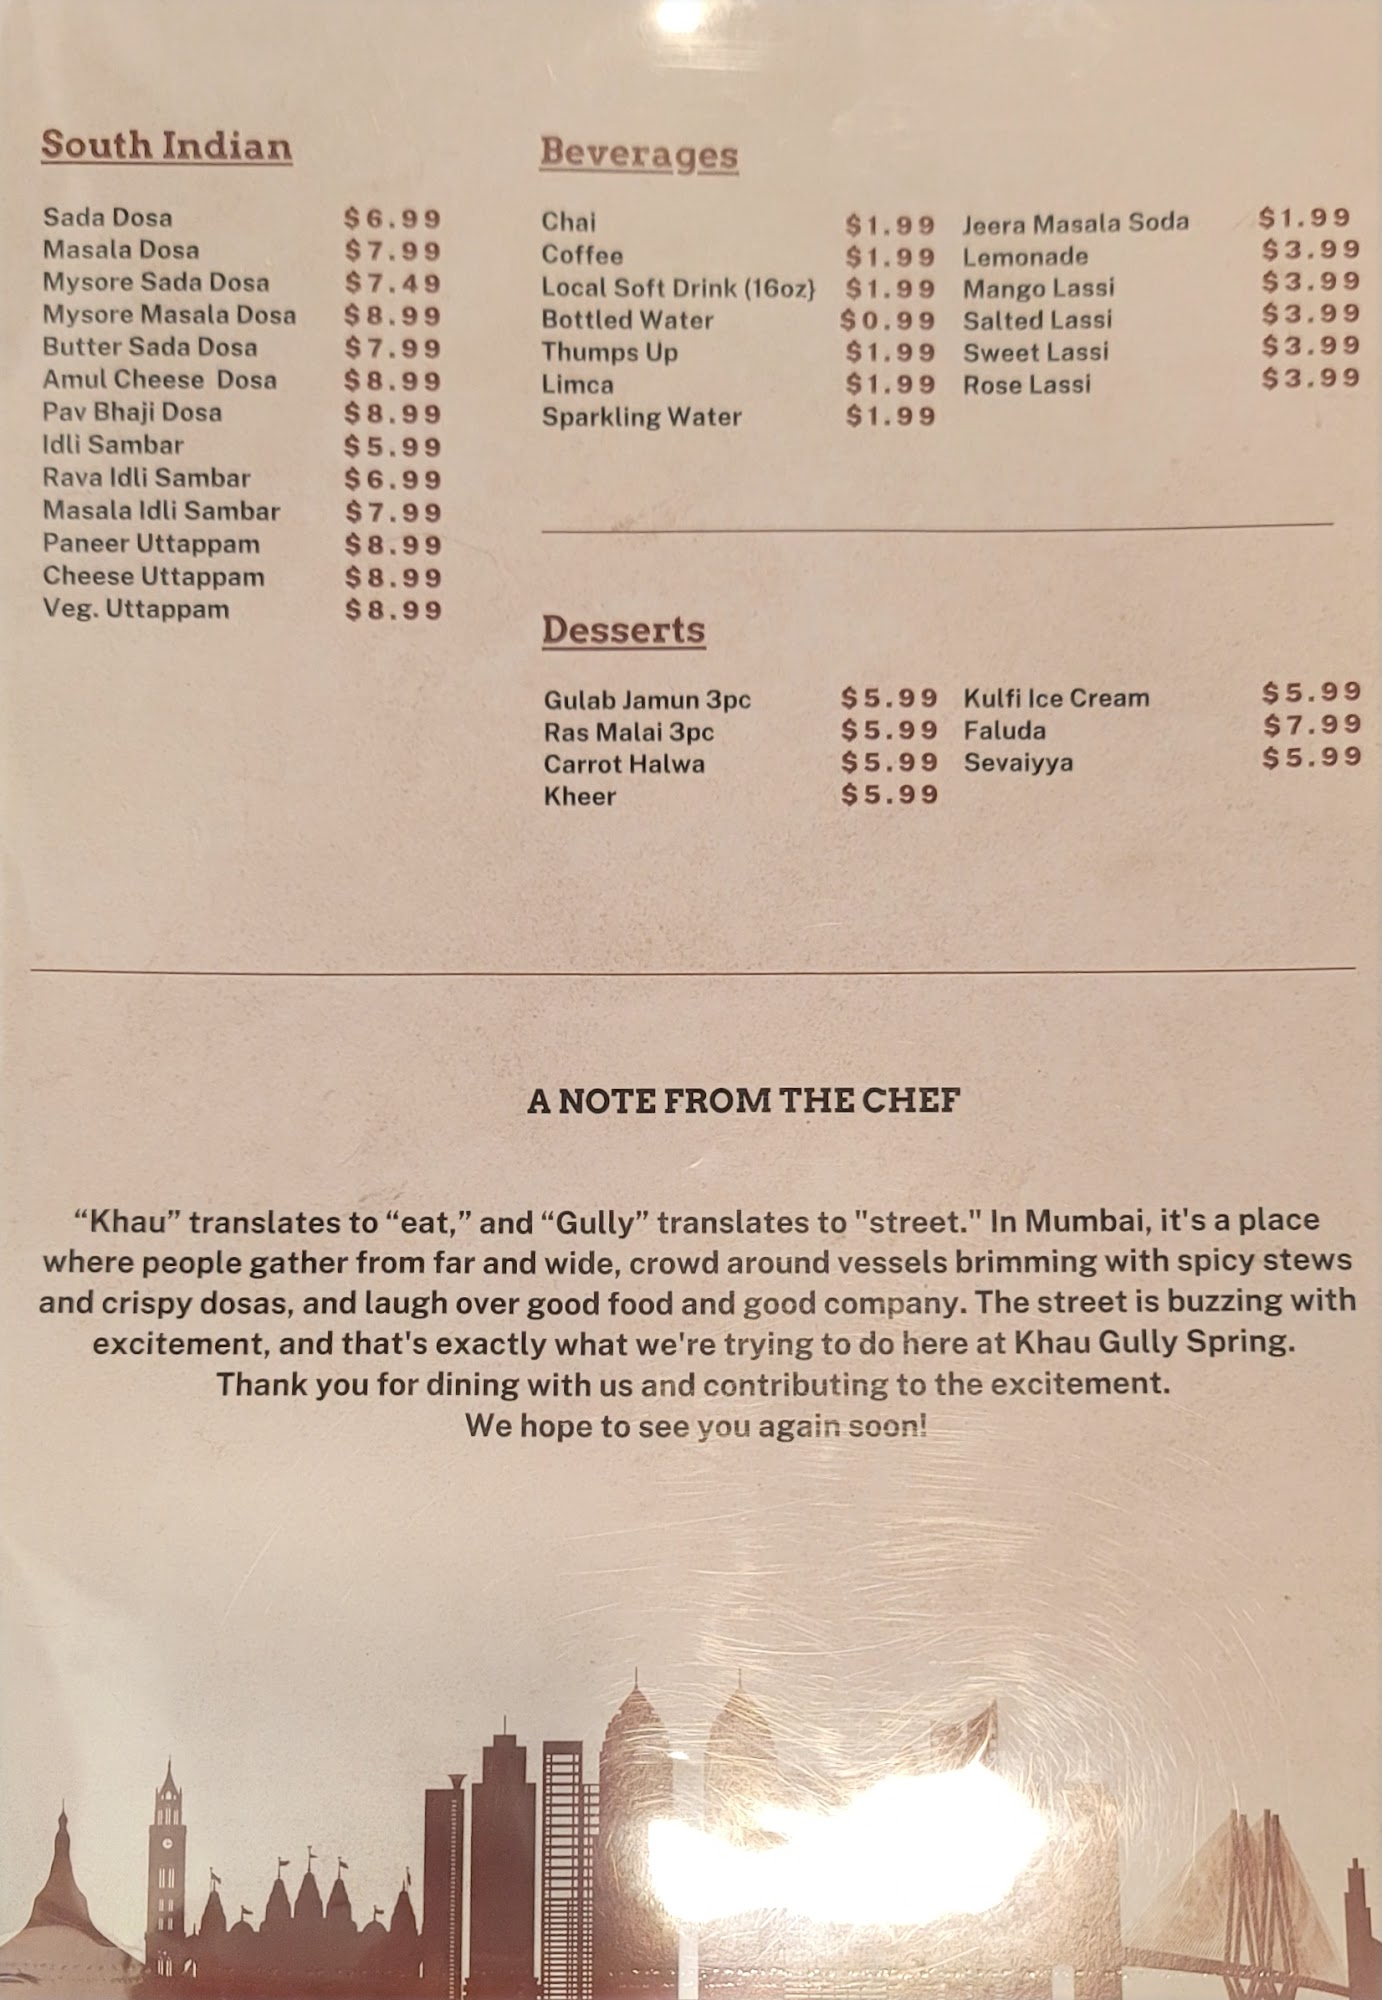 South Indian
Sada Dosa $6.99
Masala Dosa $7.99
Mysore Sada Dosa $7.49
Mysore Masala Dosa $8.99
Butter Sada Dosa $7.99
Amul Cheese Dosa $8.99
Pav Bhaji Dosa $8.99
Idli Sambar $5.99
Rava Idli Sambar $6.99
Masala Idli Sambar $7.99
Paneer Uttappam $8.99
Cheese Uttappam $8.99
Veg. Uttappam $8.99
Beverages
Chai $1.99 Jeera Masala Soda $1.99
Coffee $1.99 Lemonade $3.99
Local Soft Drink (16oz} $1.99 Mango Lassi $3.99
Bottled Water $0.99 Salted Lassi $3.99
Thumps Up $1.99 Sweet Lassi $3.99
Limca $1.99 Rose Lassi $3.99
Sparkling Water $1.99
Desserts
Gulab Jamun 3pc $5.99 Kulfi Ice Cream $5.99
Ras Malai 3pc $5.99 Faluda $7.99
Carrot Halwa $5.99 Sevaiyya $5.99
Kheer $5.99
A NOTE FROM THE CHEF
“Khau” translates to “eat,” and “Gully” translates to "street." In Mumbai, it's a place
where people gather from far and wide, crowd around vessels brimming with spicy stews
and crispy dosas, and laugh over good food and good company. The street is buzzing with
excitement, and that's exactly what we're trying to do here at Khau Gully Spring.
Thank you for dining with us and contributing to the excitement.
We hope to see you again soon!